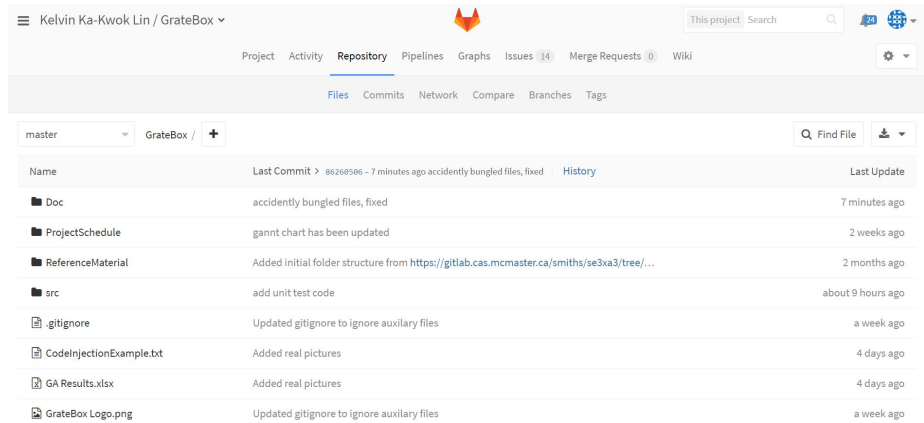 Kelvin Ka-Kwok Lin / GrateBox
This project Search
24
Project Activity Repository Pipelines Graphs Issues 14 Merge Requests 0 Wiki
Files Commits Network Compare Branches Tags
master GrateBox / + Find File
Name Last Commit > 86260506 – 7 minutes ago accidently bungled files, fixed History Last Update
Doc accidently bungled files, fixed 7 minutes ago
ProjectSchedule gannt chart has been updated 2 weeks ago
ReferenceMaterial Added initial folder structure from https://gitlab.cas.mcmaster.ca/smiths/se3xa3/tree/… 2 months ago
src add unit test code about 9 hours ago
.gitignore Updated gitignore to ignore auxilary files a week ago
CodeInjectionExample.txt Added real pictures 4 days ago
GA Results.xlsx Added real pictures 4 days ago
GrateBox Logo.png Updated gitignore to ignore auxilary files a week ago